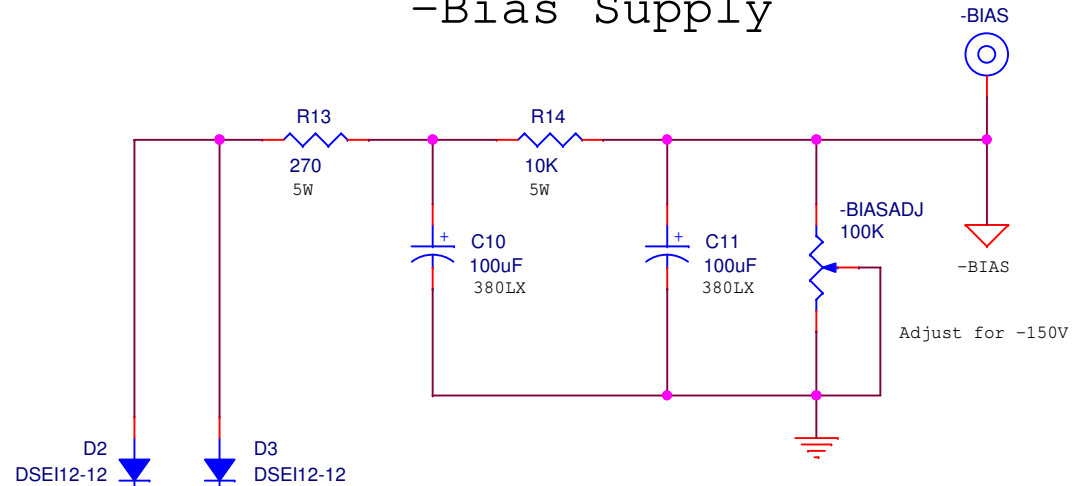 -Bias Supply
-BIAS
R13
270
5W
R14
10K
5W
+
C10
100uF
380LX
+
C11
100uF
380LX
-BIASADJ
100K
-BIAS
Adjust for -150V
D2
DSEI12-12
D3
DSEI12-12